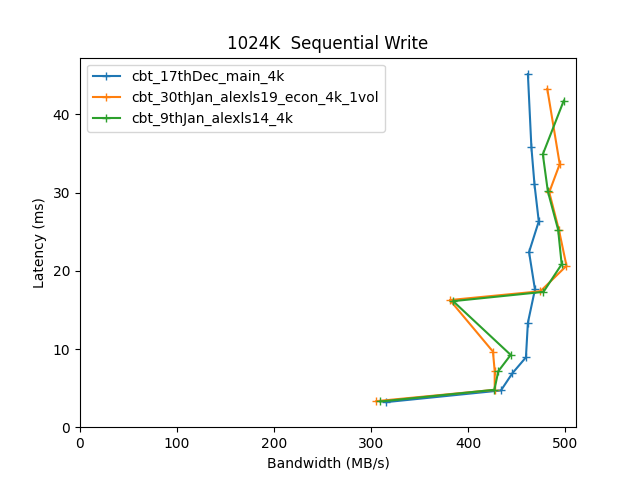 1024K  Sequential Write
cbt_17thDec_main_4k
cbt_30thJan_alexls19_econ_4k_1vol
cbt_9thJan_alexls14_4k
Latency (ms)
40
30
20
10
0
0 100 200 300 400 500
Bandwidth (MB/s)